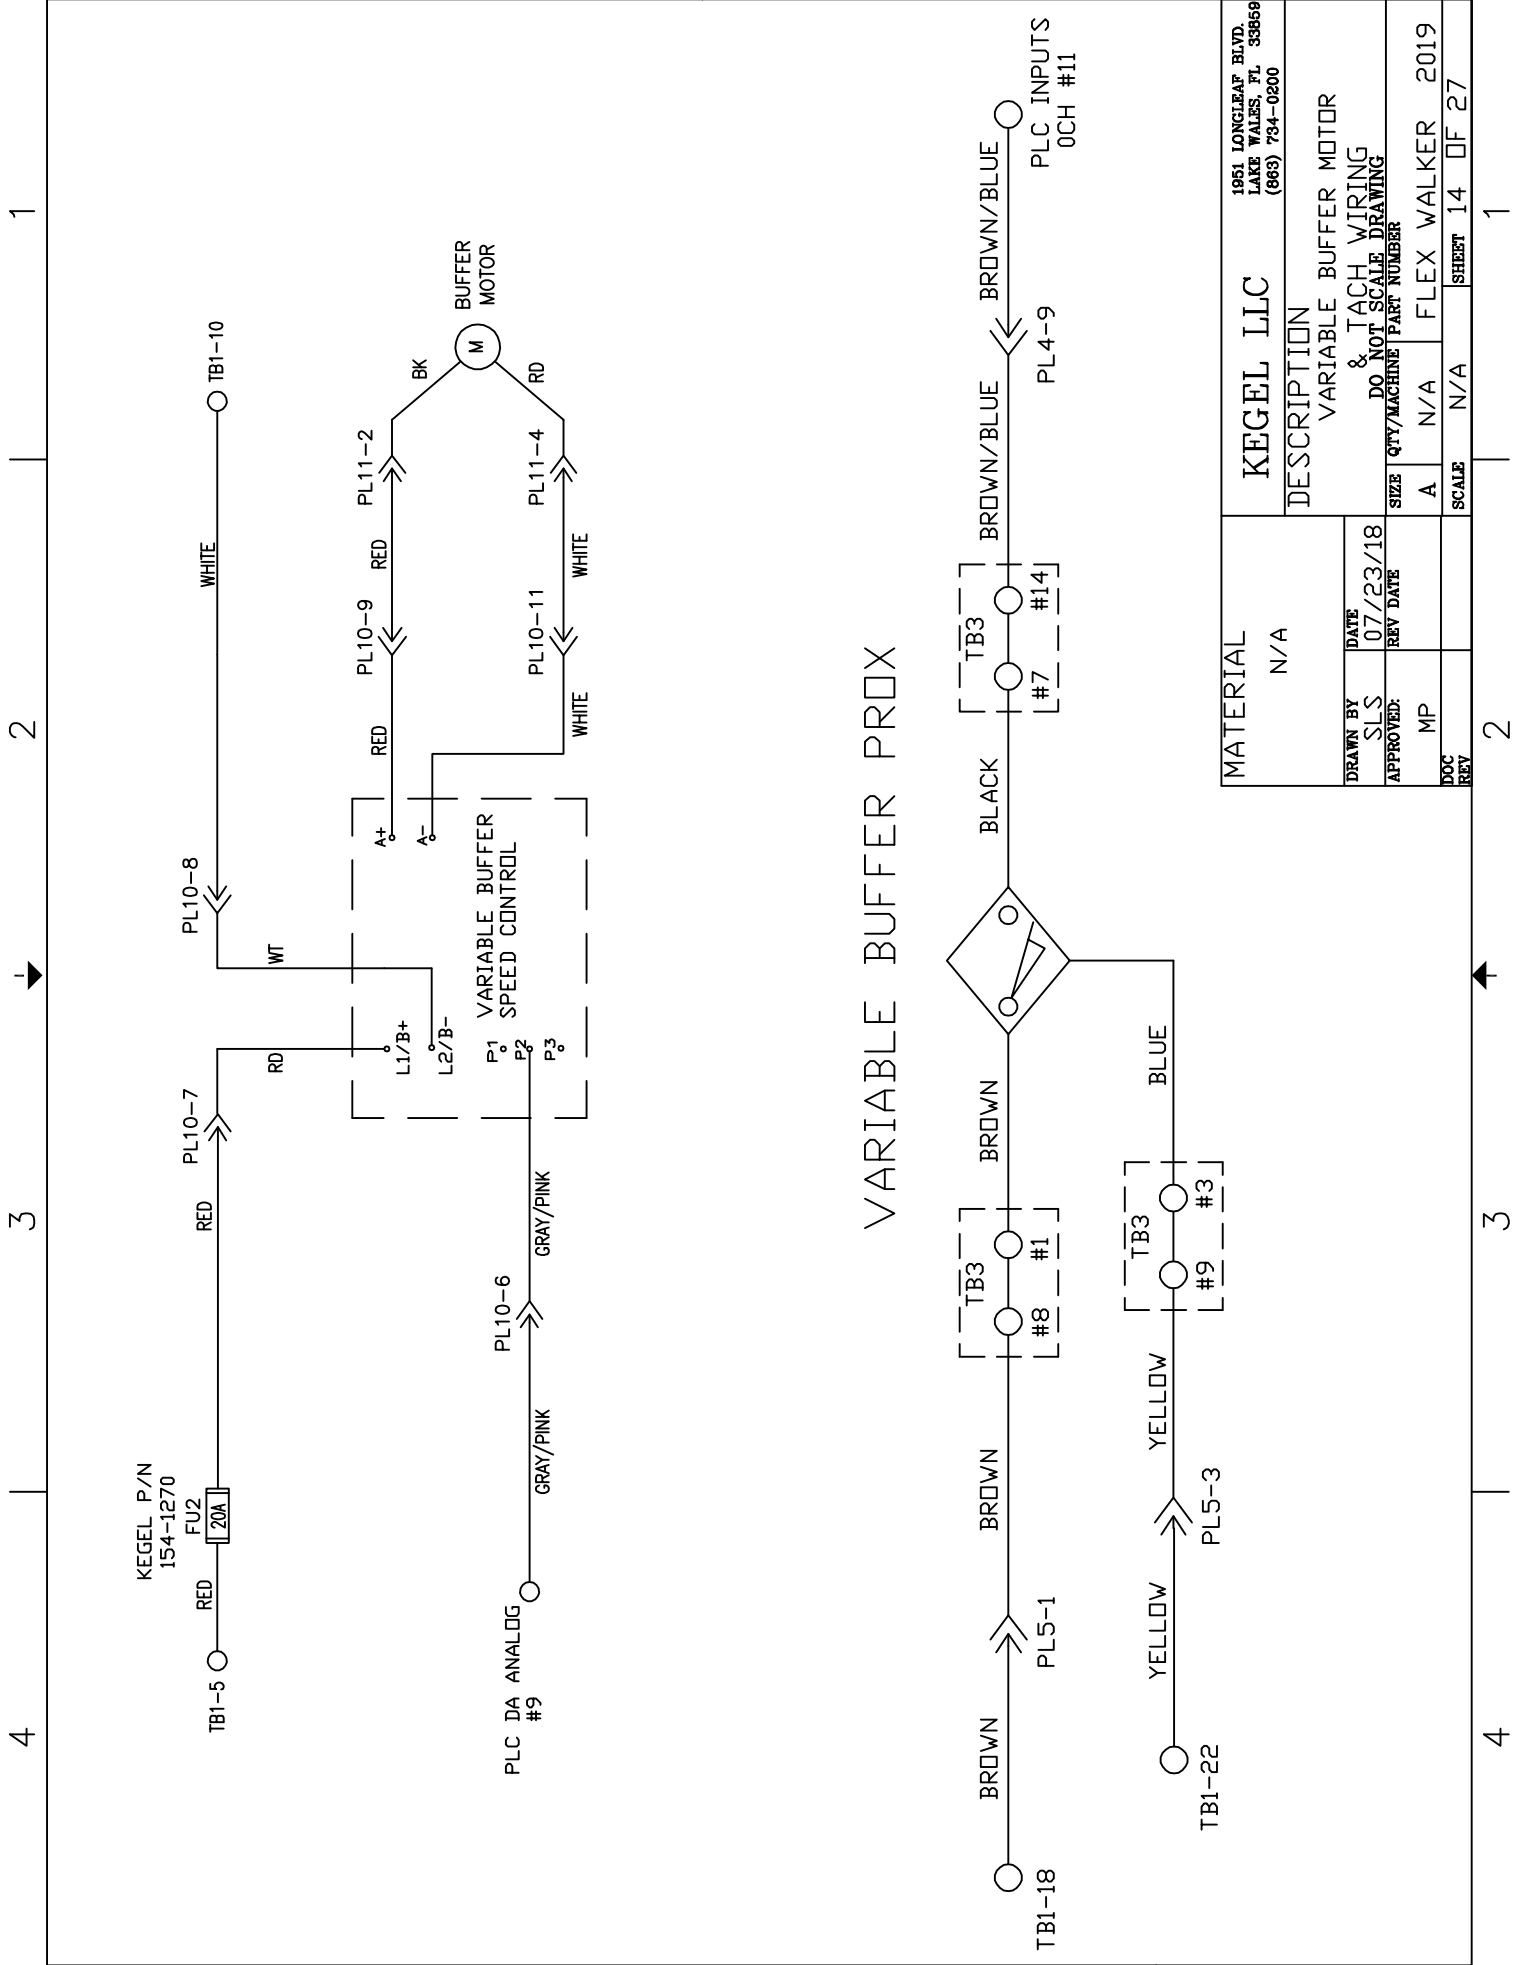 4
3
2
1
KEGEL P/N
154-1270
FU2
20A
TB1-5
RED
RED
PL10-7
RD
PL10-8
WT
WHITE
TB1-10
L1/B+
L2/B-
P1
P2
P3
A+
A-
VARIABLE BUFFER
SPEED CONTROL
RED
PL10-9
RED
PL11-2
BK
WHITE
PL10-11
WHITE
PL11-4
RD
M
BUFFER
MOTOR
PLC DA ANALOG
#9
GRAY/PINK
PL10-6
GRAY/PINK
VARIABLE BUFFER PROX
TB1-18
BROWN
PL5-1
BROWN
TB3
#8
#1
BROWN
BLACK
TB3
#7
#14
BROWN/BLUE
PL4-9
BROWN/BLUE
PLC INPUTS
0CH #11
TB1-22
YELLOW
PL5-3
YELLOW
TB3
#9
#3
BLUE
MATERIAL
N/A
DRAWN BY
SLS
DATE
07/23/18
APPROVED:
MP
REV DATE
DOC
REV
KEGEL LLC
1951 LONGLEAF BLVD.
LAKE WALES, FL 33859
(863) 734-0200
DESCRIPTION
VARIABLE BUFFER MOTOR
& TACH WIRING
DO NOT SCALE DRAWING
SIZE
A
QTY/MACHINE
N/A
PART NUMBER
FLEX WALKER 2019
SCALE
N/A
SHEET 14 OF 27
4
3
2
1